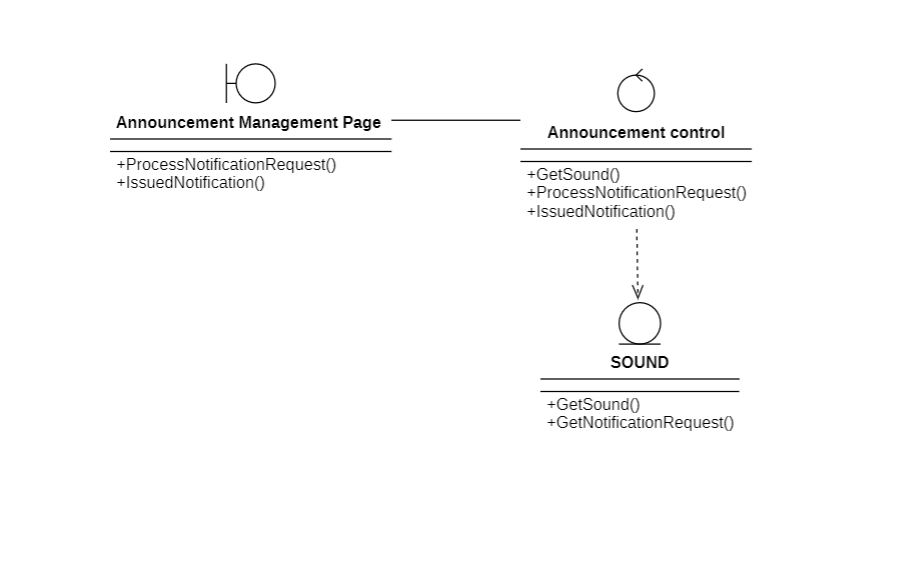 Announcement Management Page
+ProcessNotificationRequest()
+IssuedNotification()
Announcement control
+GetSound()
+ProcessNotificationRequest()
+IssuedNotification()
SOUND
+GetSound()
+GetNotificationRequest()